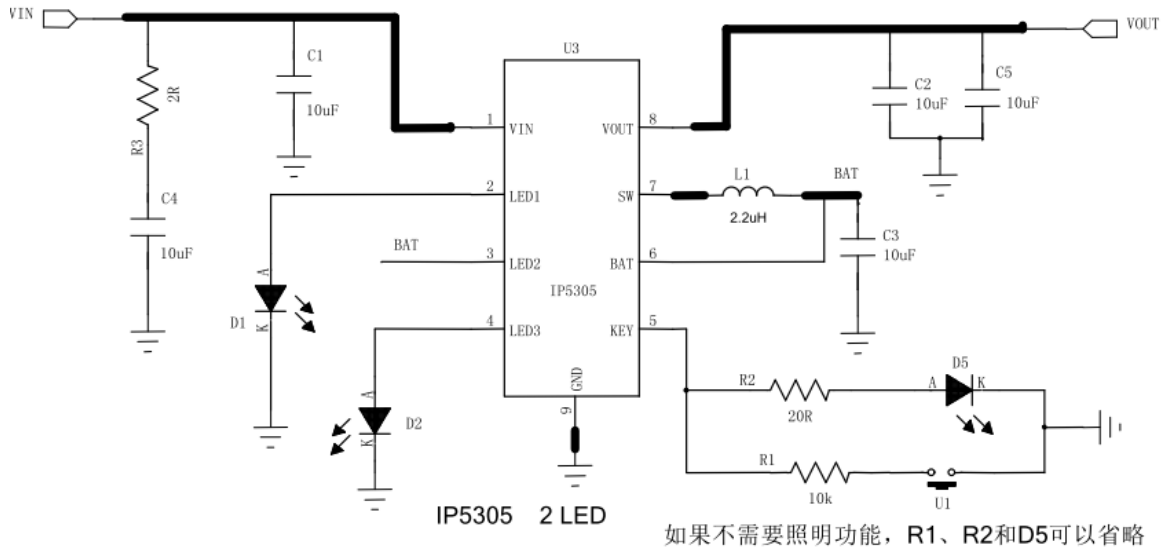 VIN
VOUT
U3
C1
10uF
C2
10uF
C5
10uF
2R
R3
1
VIN
VOUT
8
C4
10uF
2
LED1
SW
7
L1
2.2uH
BAT
C3
10uF
BAT
3
LED2
BAT
6
IP5305
A
D1
K
4
LED3
KEY
5
A
D2
K
GND
9
R2
20R
A
D5
K
R1
10k
U1
IP5305 2 LED
如果不需要照明功能，R1、R2和D5可以省略